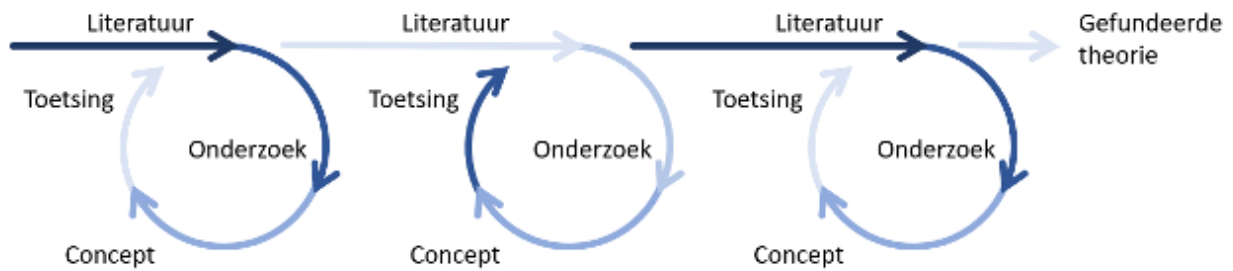 Literatuur
Literatuur
Literatuur
Gefundeerde
theorie
Toetsing
Toetsing
Toetsing
Onderzoek
Onderzoek
Onderzoek
Concept
Concept
Concept